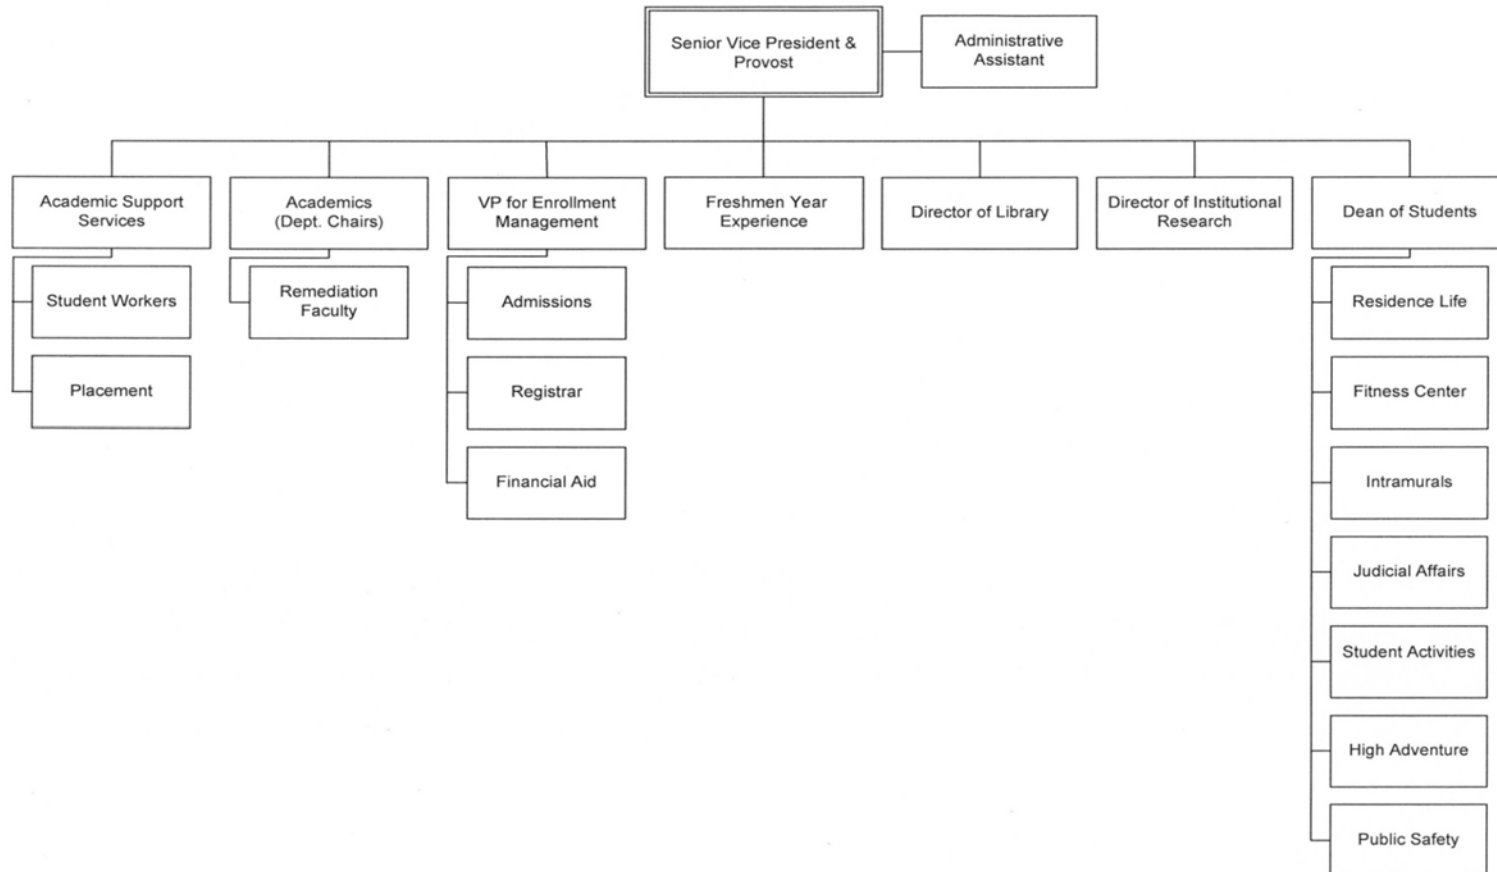 Senior Vice President &
Provost
Administrative
Assistant
Academic Support
Services
Academics
(Dept. Chairs)
VP for Enrollment
Management
Freshmen Year
Experience
Director of Library
Director of Institutional
Research
Dean of Students
Student Workers
Placement
Remediation
Faculty
Admissions
Registrar
Financial Aid
Residence Life
Fitness Center
Intramurals
Judicial Affairs
Student Activities
High Adventure
Public Safety